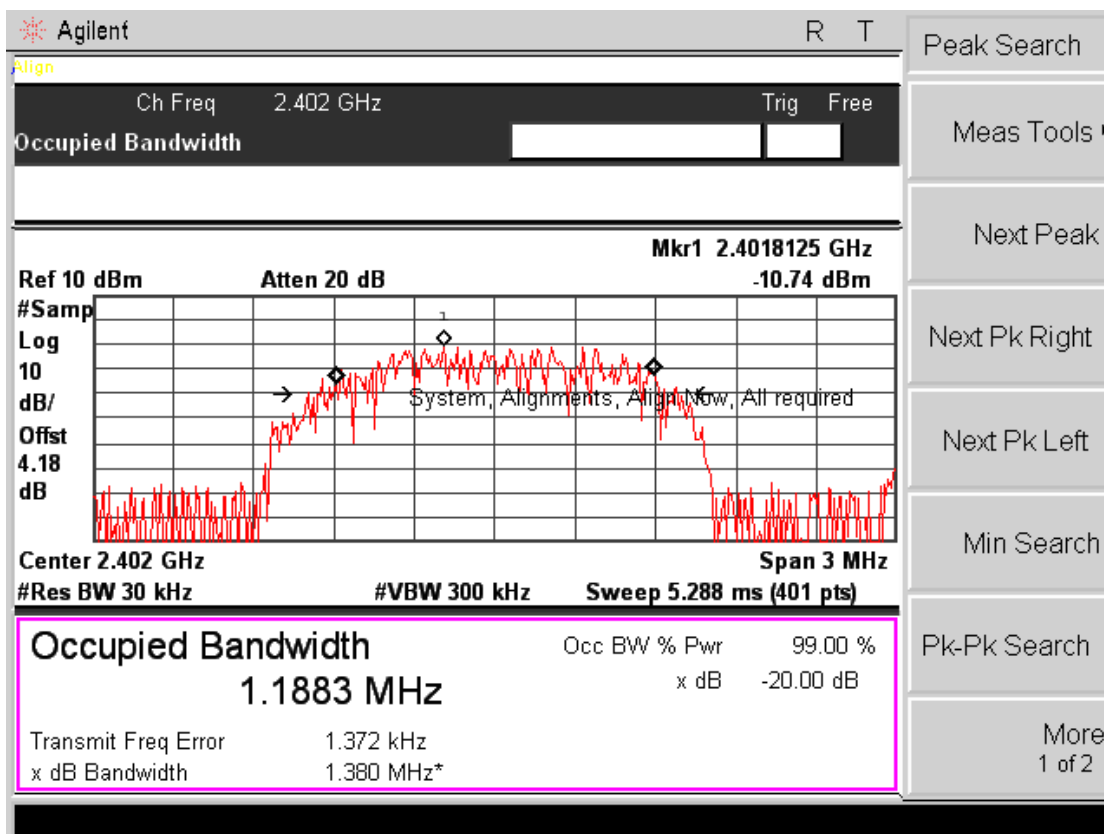 Agilent R T
Peak Search
Align
Ch Freq 2.402 GHz Trig Free
Occupied Bandwidth
Meas Tools
Next Peak
Mkr1 2.4018125 GHz
Ref 10 dBm Atten 20 dB -10.74 dBm
#Samp
Log
10
dB/
Offst
4.18
dB
1
System, Alignments, Align Now, All required
Next Pk Right
Next Pk Left
Center 2.402 GHz Span 3 MHz
#Res BW 30 kHz #VBW 300 kHz Sweep 5.288 ms (401 pts)
Min Search
Occupied Bandwidth Occ BW % Pwr 99.00 %
1.1883 MHz x dB -20.00 dB
Pk-Pk Search
Transmit Freq Error 1.372 kHz
x dB Bandwidth 1.380 MHz*
More
1 of 2